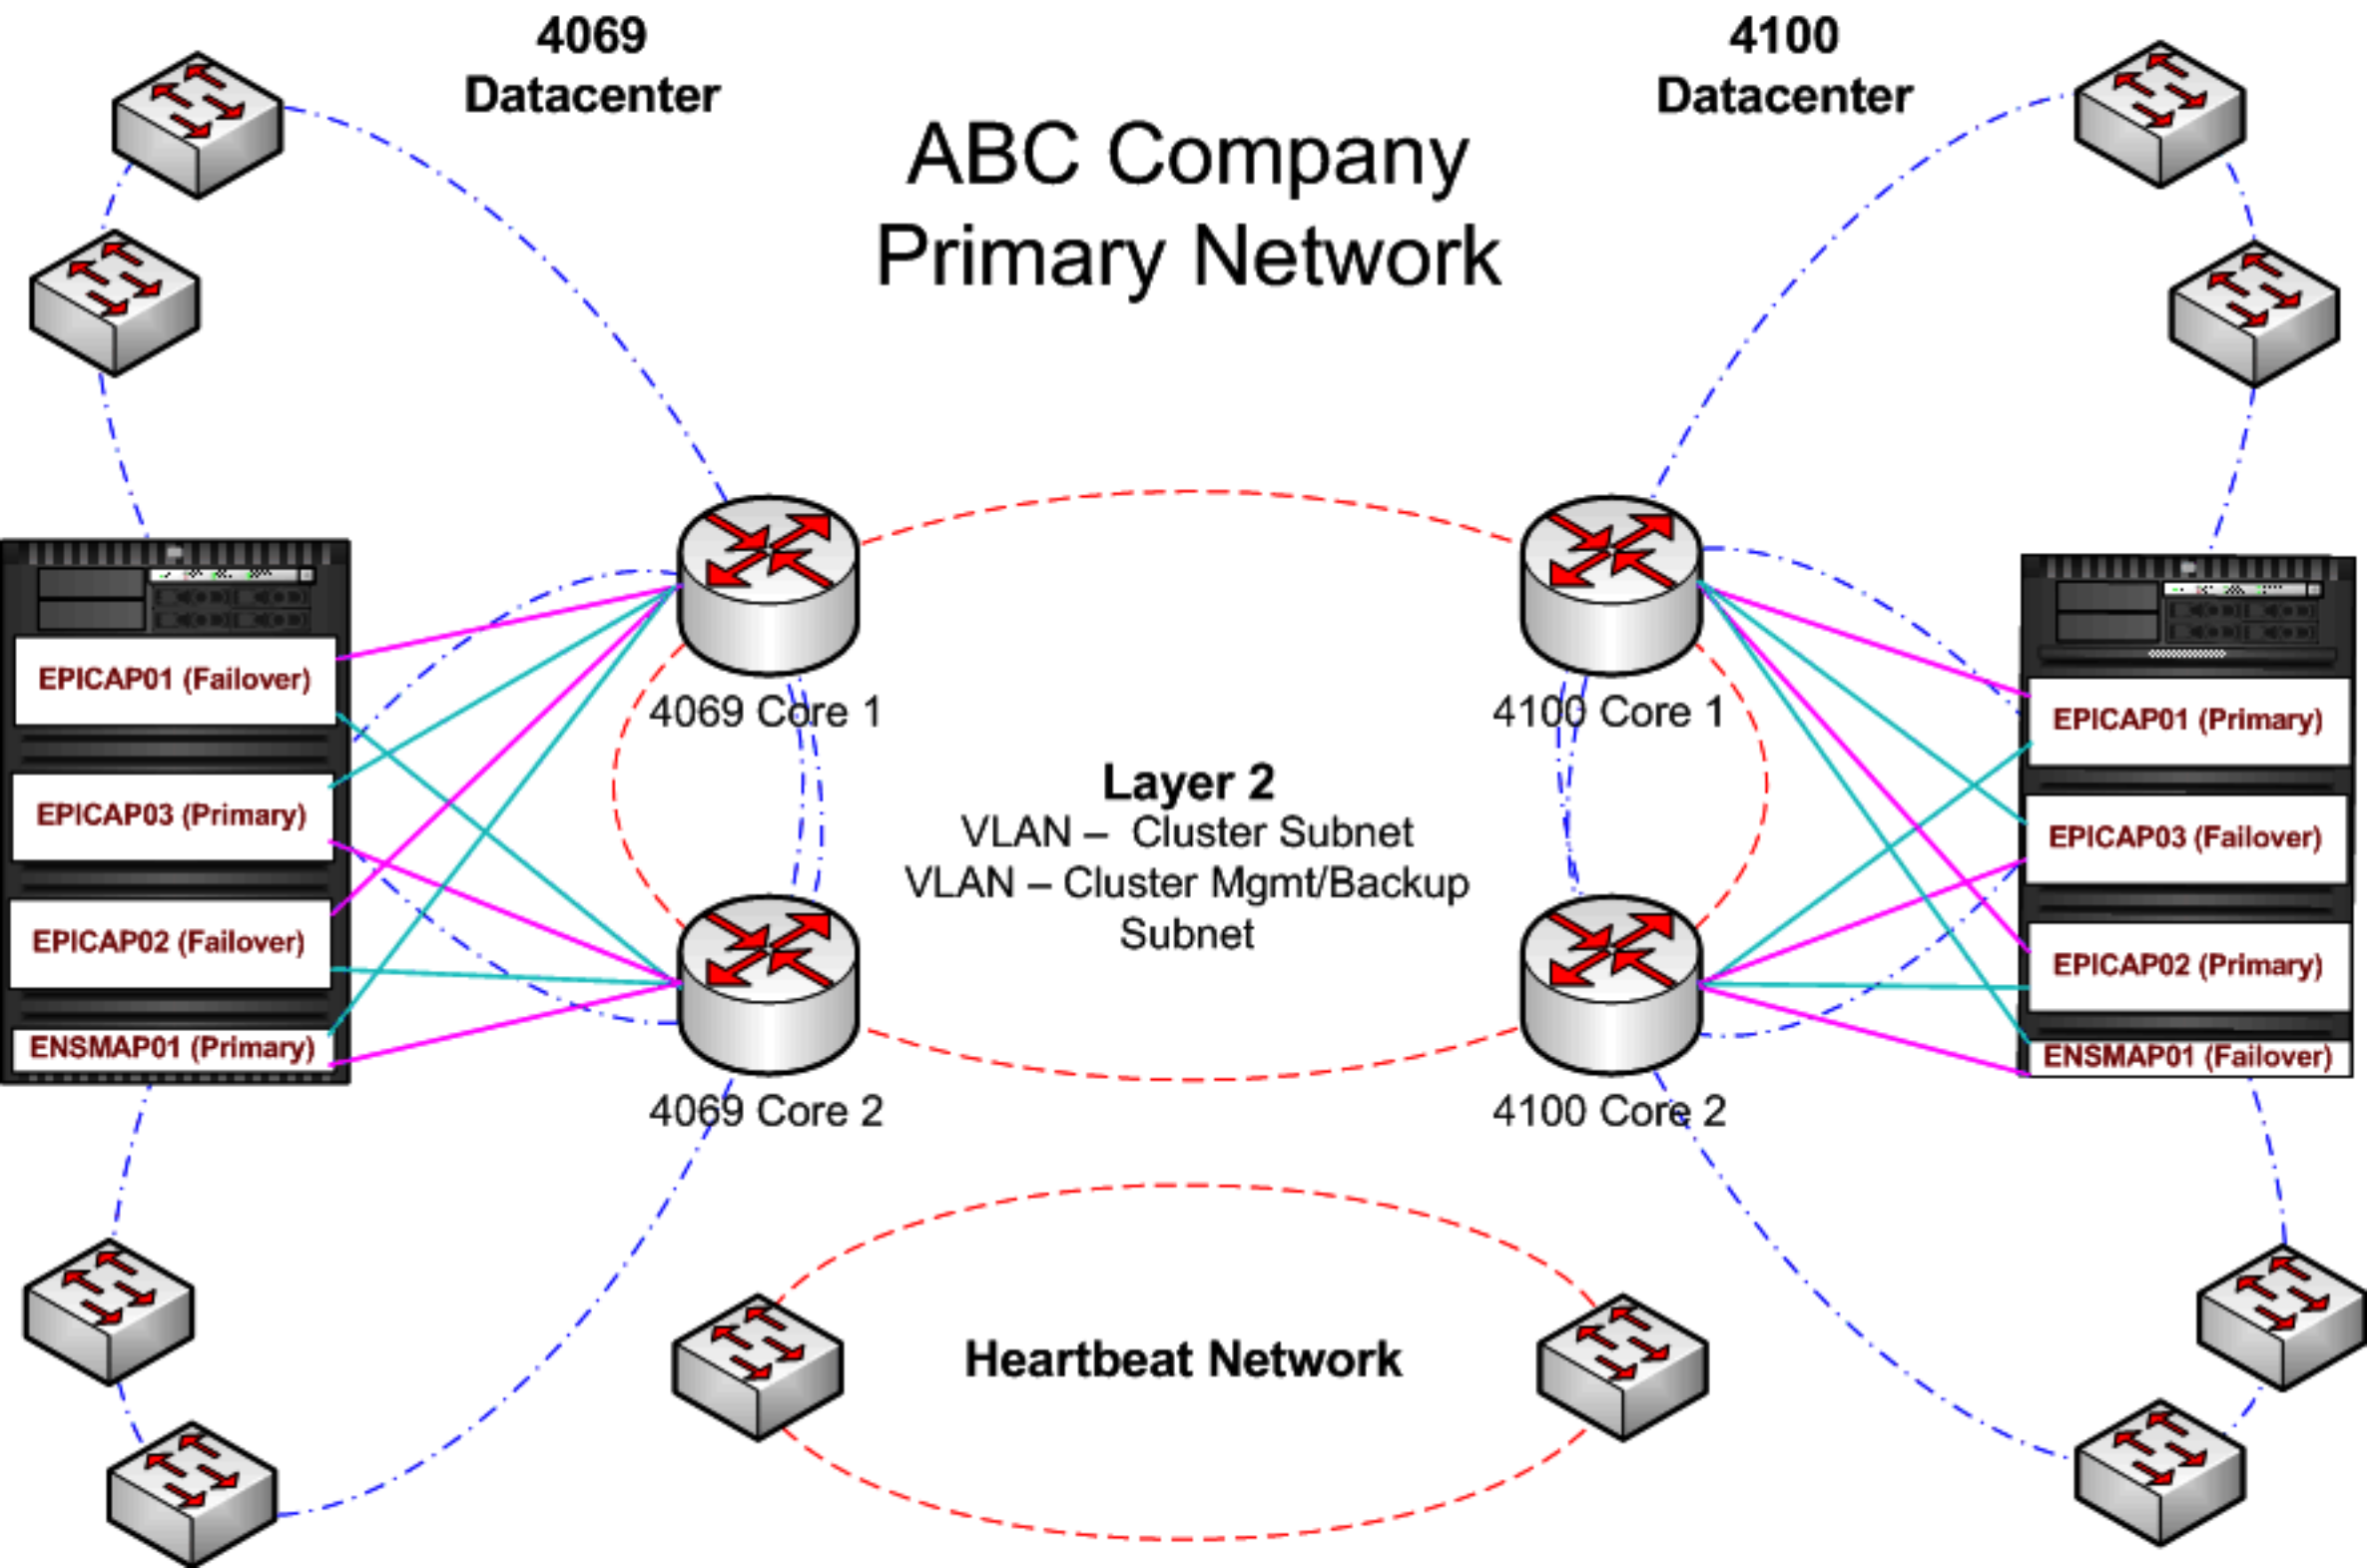 4069
Datacenter
4100
Datacenter
ABC Company
Primary Network
EPICAP01 (Failover)
EPICAP03 (Primary)
EPICAP02 (Failover)
ENSMAP01 (Primary)
4069 Core 1
4100 Core 1
Layer 2
VLAN –  Cluster Subnet
VLAN – Cluster Mgmt/Backup
Subnet
4069 Core 2
4100 Core 2
EPICAP01 (Primary)
EPICAP03 (Failover)
EPICAP02 (Primary)
ENSMAP01 (Failover)
Heartbeat Network